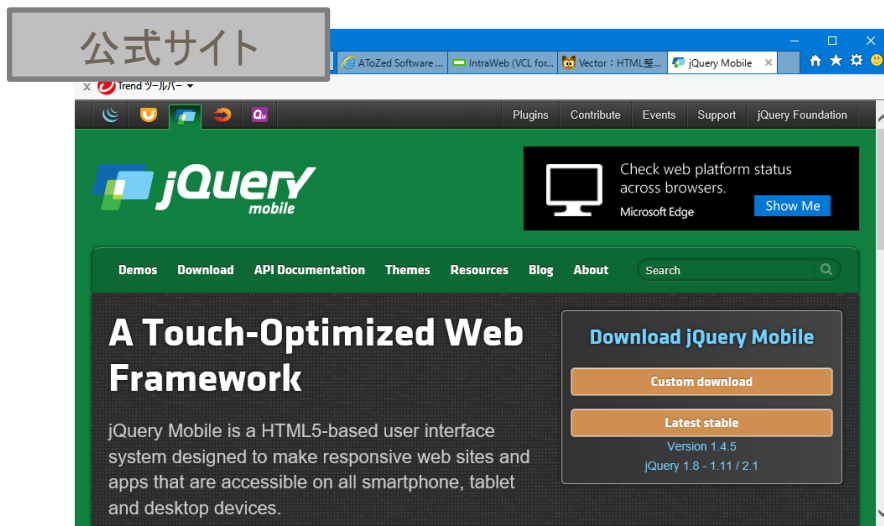 公式サイト
AToZed Software ...
IntraWeb (VCL for...
Vector：HTML整...
jQuery Mobile
x Trend ツールバー
Plugins Contribute Events Support jQuery Foundation
jQuery
mobile
Check web platform status
across browsers.
Microsoft Edge
Show Me
Demos Download API Documentation Themes Resources Blog About Search
A Touch-Optimized Web
Framework
jQuery Mobile is a HTML5-based user interface
system designed to make responsive web sites and
apps that are accessible on all smartphone, tablet
and desktop devices.
Download jQuery Mobile
Custom download
Latest stable
Version 1.4.5
jQuery 1.8 - 1.11 / 2.1